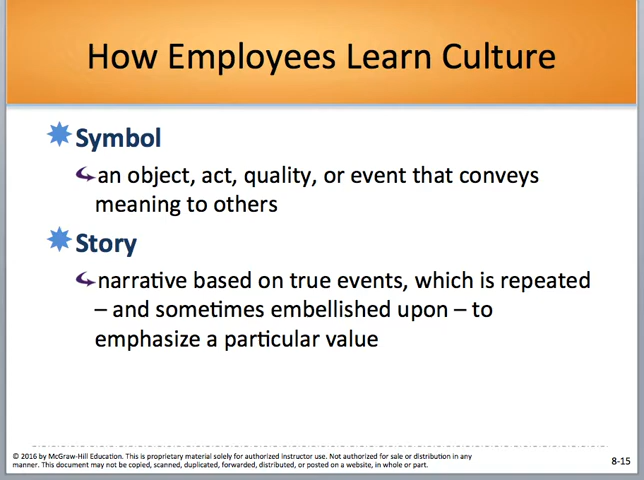 How Employees Learn Culture
Symbol
an object, act, quality, or event that conveys
meaning to others
Story
narrative based on true events, which is repeated
– and sometimes embellished upon – to
emphasize a particular value
© 2016 by McGraw-Hill Education. This is proprietary material solely for authorized instructor use. Not authorized for sale or distribution in any
manner. This document may not be copied, scanned, duplicated, forwarded, distributed, or posted on a website, in whole or part.
8-15